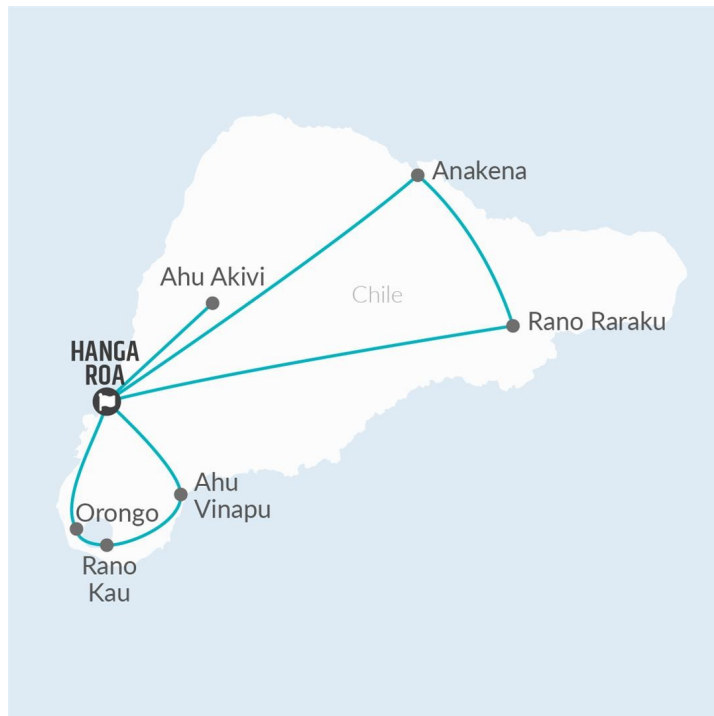 Anakena
Ahu Akivi
Chile
Rano Raraku
HANGA
ROA
Ahu
Vinapu
Orongo
Rano
Kau